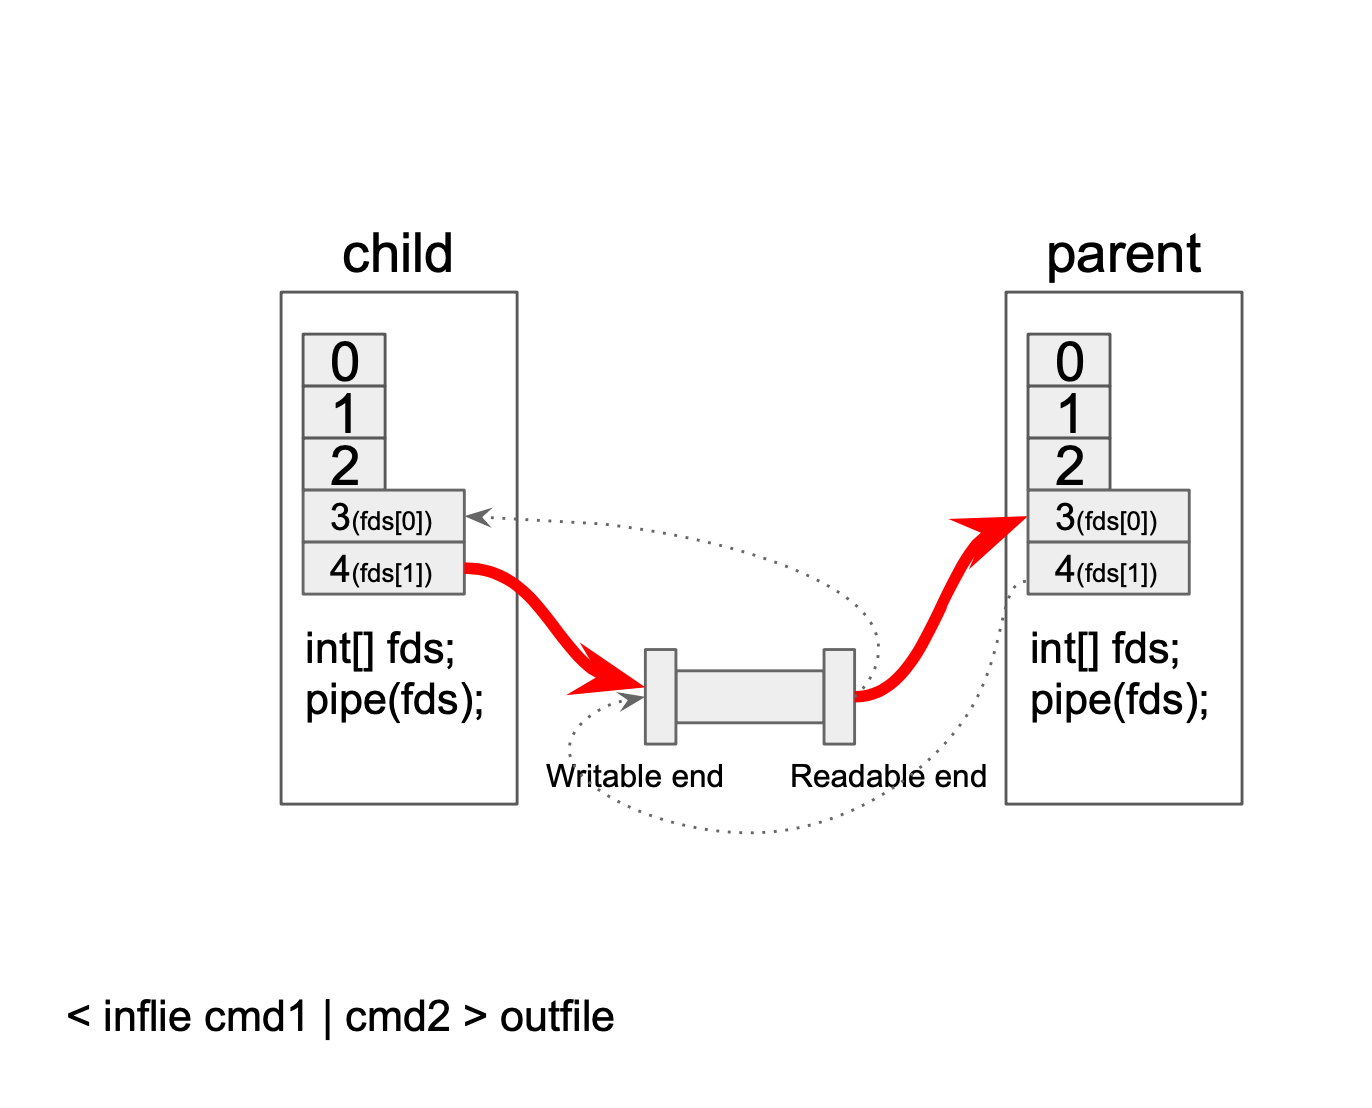 child
0
1
2
3(fds[0])
4(fds[1])
int[] fds;
pipe(fds);
Writable end
Readable end
parent
0
1
2
3(fds[0])
4(fds[1])
int[] fds;
pipe(fds);
< inflie cmd1 | cmd2 > outfile